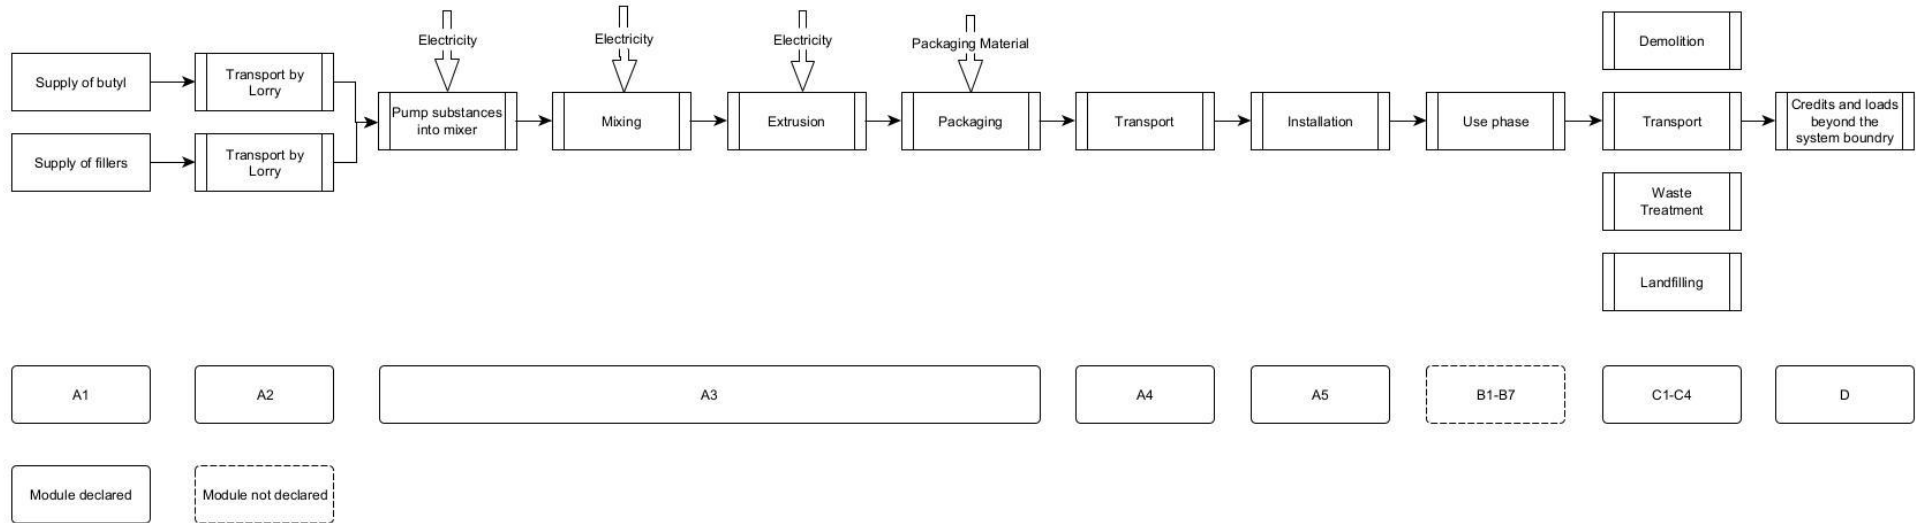 Electricity
Electricity
Electricity
Packaging Material
Demolition
Supply of butyl
Transport by
Lorry
Pump substances
into mixer
Mixing
Extrusion
Packaging
Transport
Installation
Use phase
Transport
Credits and loads
beyond the
system boundry
Supply of fillers
Transport by
Lorry
Waste
Treatment
Landfilling
A1
A2
A3
A4
A5
B1-B7
C1-C4
D
Module declared
Module not declared